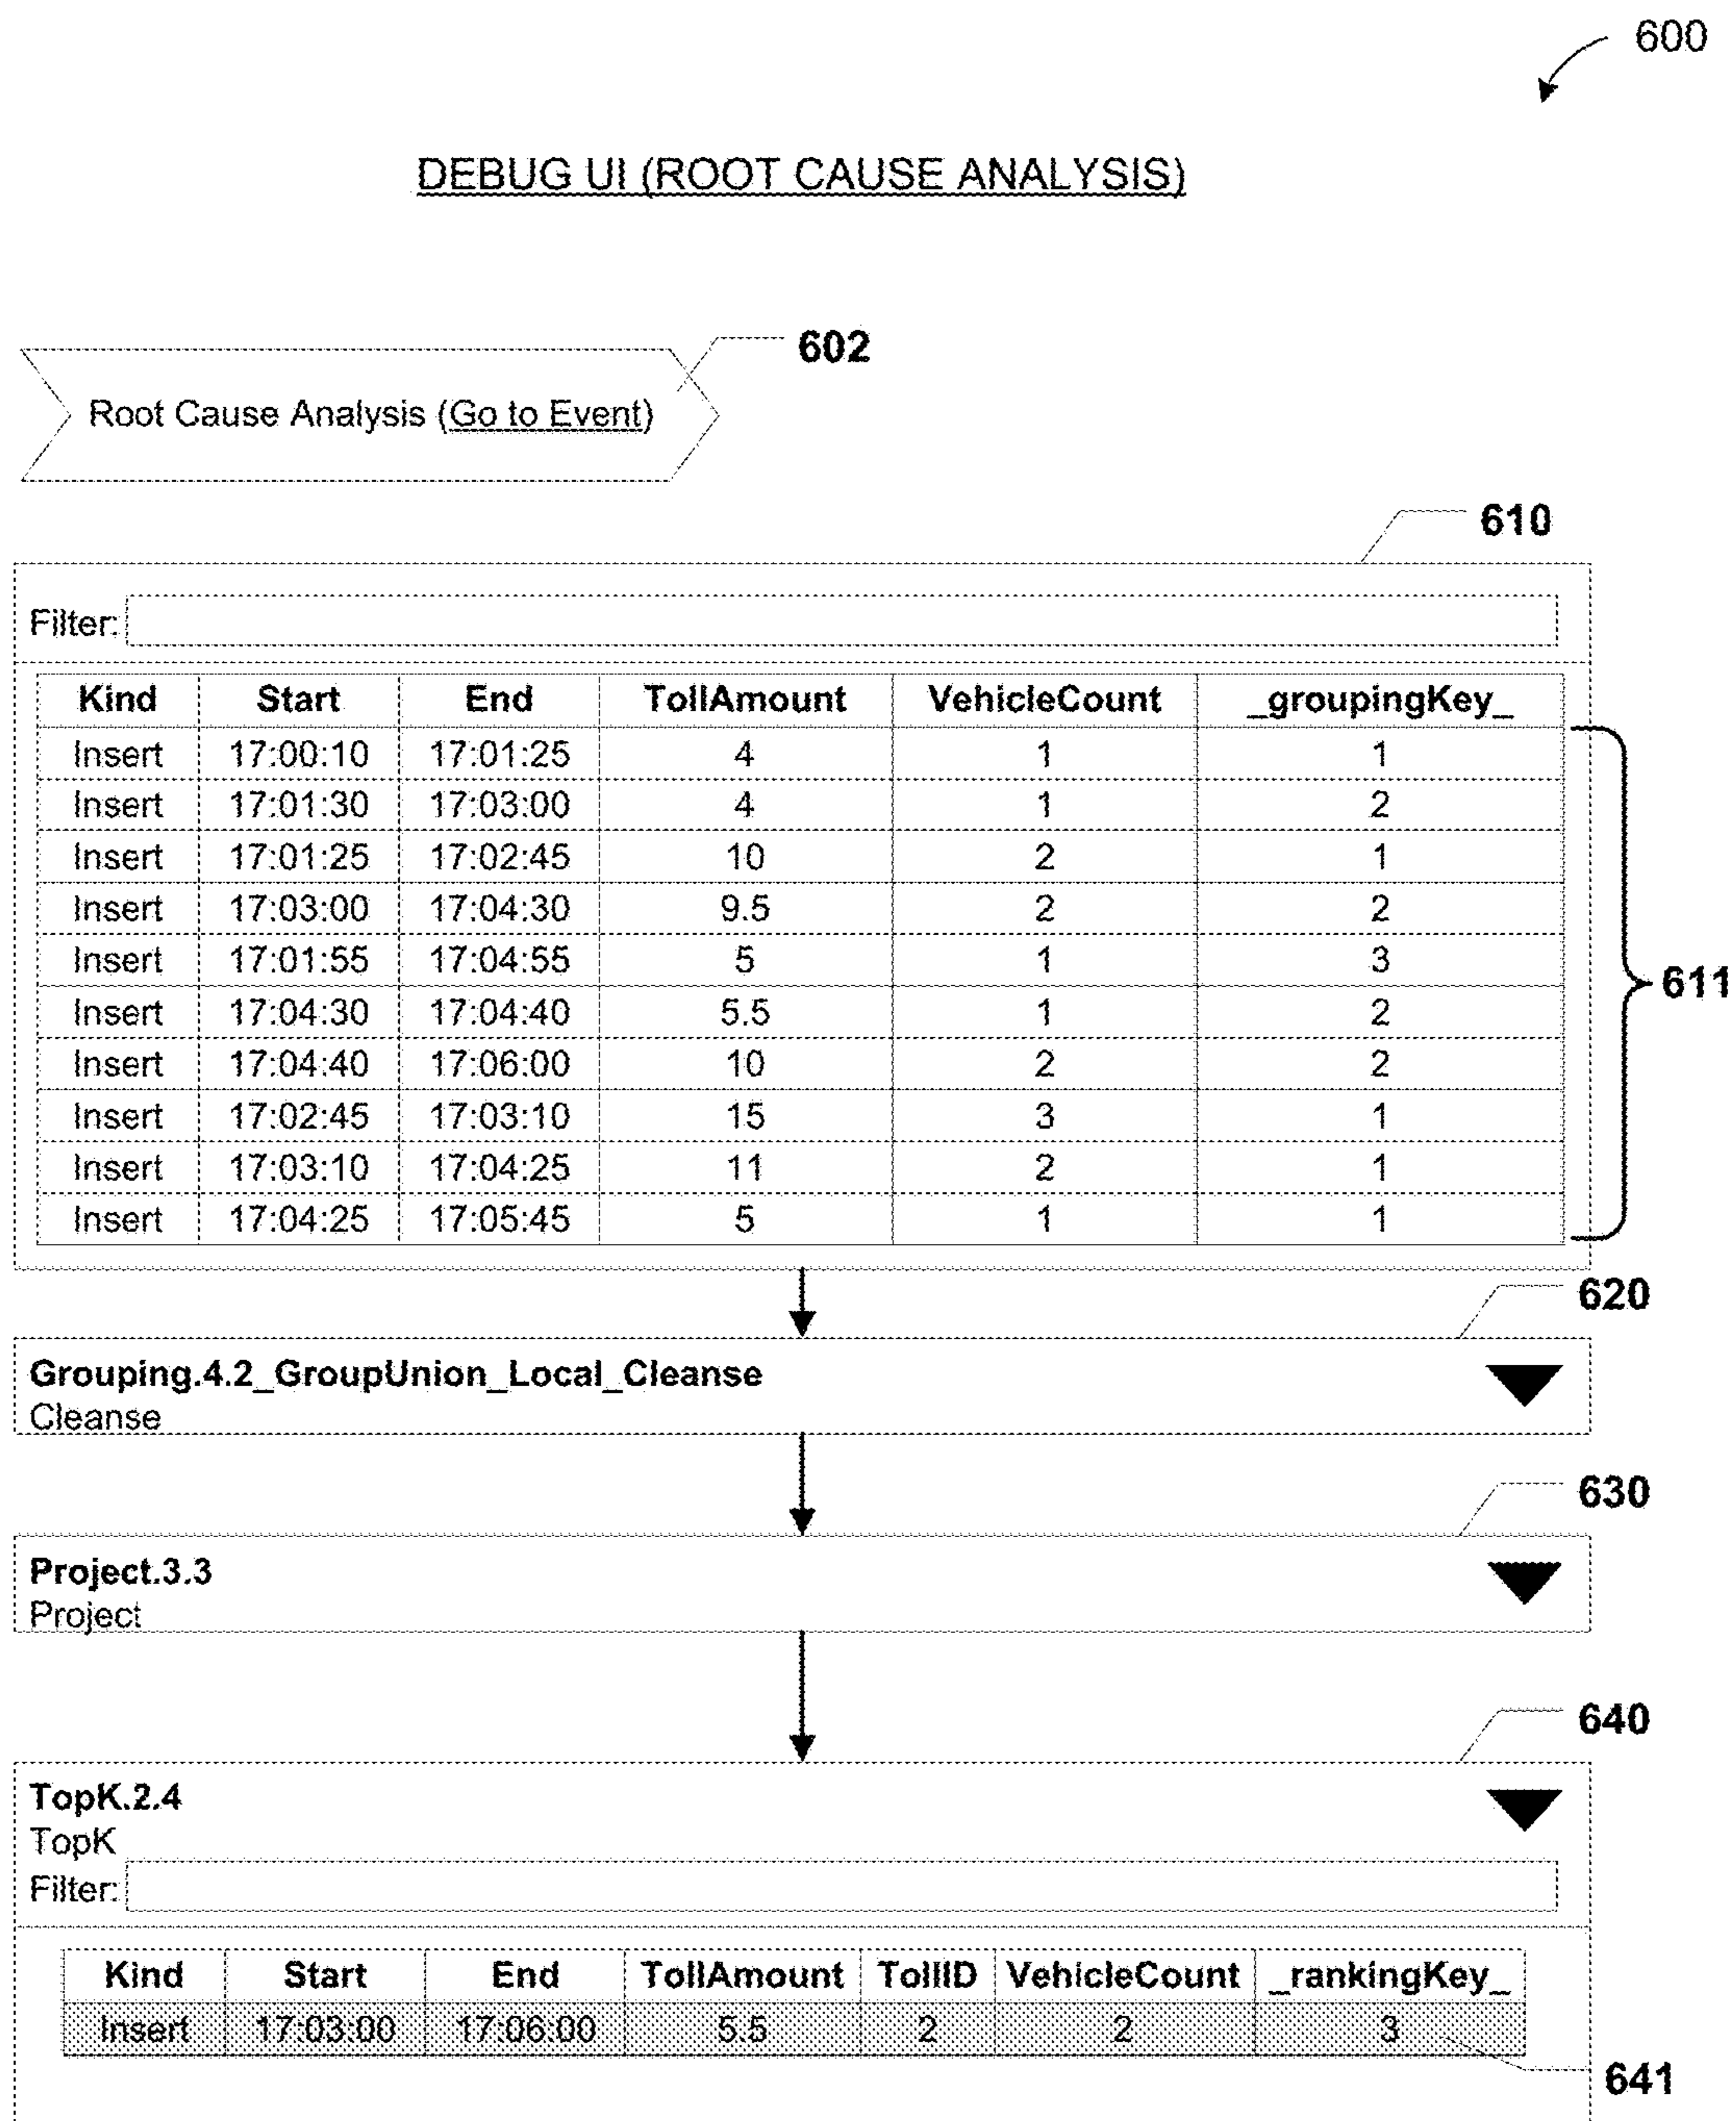 600
DEBUG UI (ROOT CAUSE ANALYSIS)
602
Root Cause Analysis (Go to Event)
610
Filter:
Kind Start End TollAmount VehicleCount _groupingKey_
Insert 17:00:10 17:01:25 4 1 1
Insert 17:01:30 17:03:00 4 1 2
Insert 17:01:25 17:02:45 10 2 1
Insert 17:03:00 17:04:30 9.5 2 2
Insert 17:01:55 17:04:55 5 1 3
Insert 17:04:30 17:04:40 5.5 1 2
Insert 17:04:40 17:06:00 10 2 2
Insert 17:02:45 17:03:10 15 3 1
Insert 17:03:10 17:04:25 11 2 1
Insert 17:04:25 17:05:45 5 1 1
611
620
Grouping.4.2_GroupUnion_Local_Cleanse
Cleanse
630
Project.3.3
Project
640
TopK.2.4
TopK
Filter:
Kind Start End TollAmount TollID VehicleCount _rankingKey_
Insert 17:03:00 17:06:00 5.5 2 2 3
641